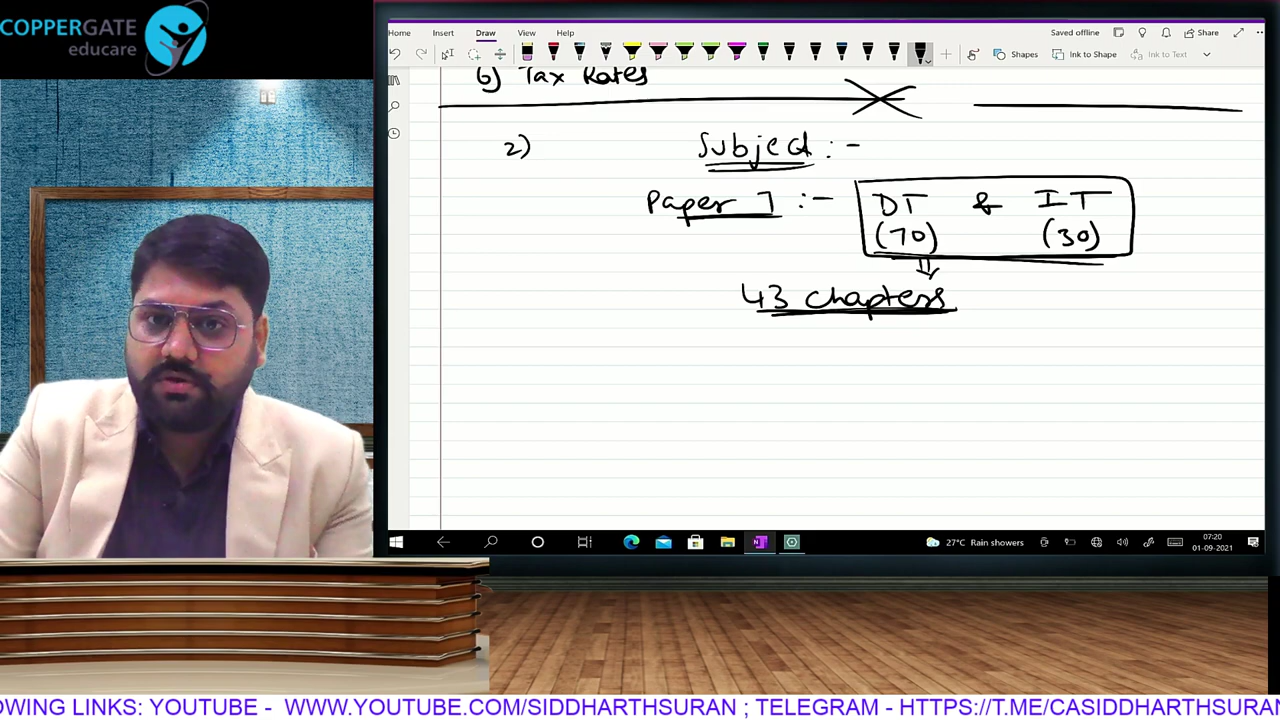 COPPERGATE
educare
Home Insert Draw View Help
Saved offline
Share
Shapes
Ink to Shape
Ink to Text
6) Tax Rates
2) Subject :-
Paper 7 :- DT & IT
(70) (30)
43 chapters
27°C Rain showers
07:20
01-09-2021
OWING LINKS: YOUTUBE - WWW.YOUTUBE.COM/SIDDHARTHSURAN ; TELEGRAM - HTTPS://T.ME/CASIDDHARTHSURAN